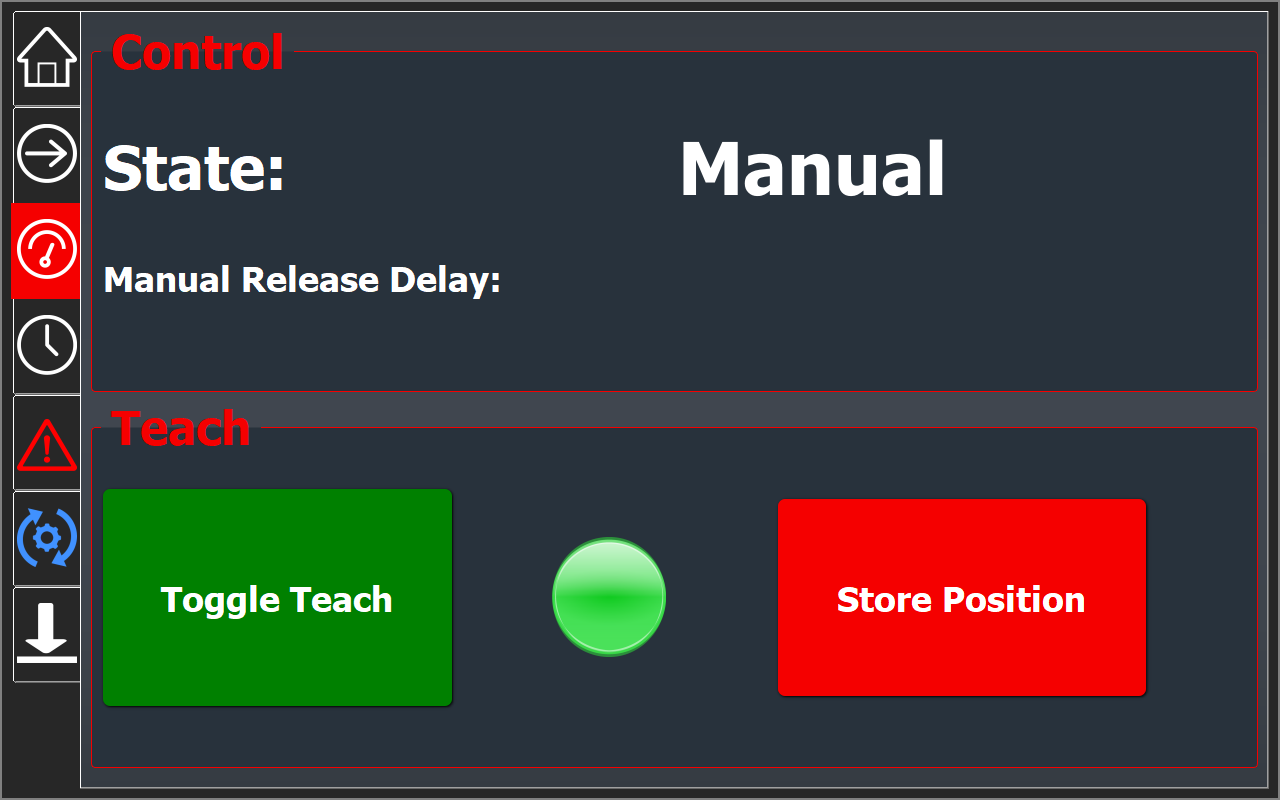 Control
State:
Manual
Manual Release Delay:
Teach
Toggle Teach
Store Position